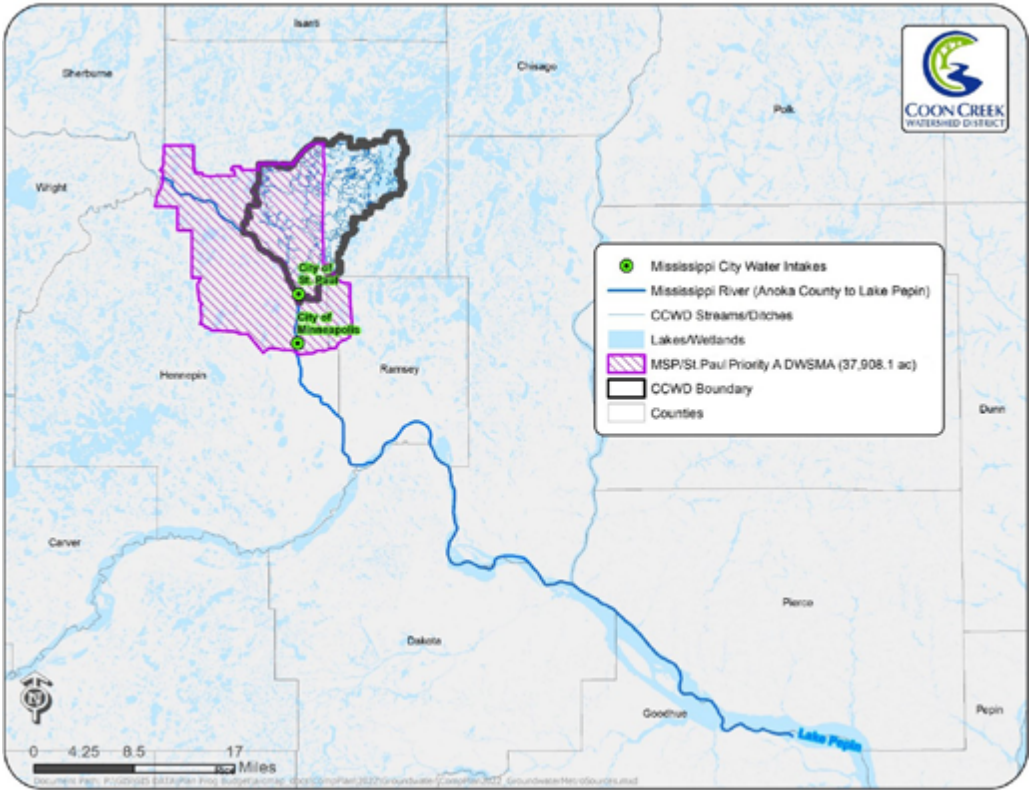 Isanti
Sherburne
Chisago
Polk
COON CREEK
WATERSHED DISTRICT
Wright
City of
St. Paul
City of
Minneapolis
Hennepin
Ramsey
Mississippi City Water Intakes
Mississippi River (Anoka County to Lake Pepin)
CCWD Streams/Ditches
Lakes/Wetlands
MSP/St.Paul Priority A DWSMA (37,908.1 ac)
CCWD Boundary
Counties
Dunn
Carver
Dakota
Pierce
Goodhue
Pepin
Lake Pepin
N
0 4.25 8.5 17
Miles